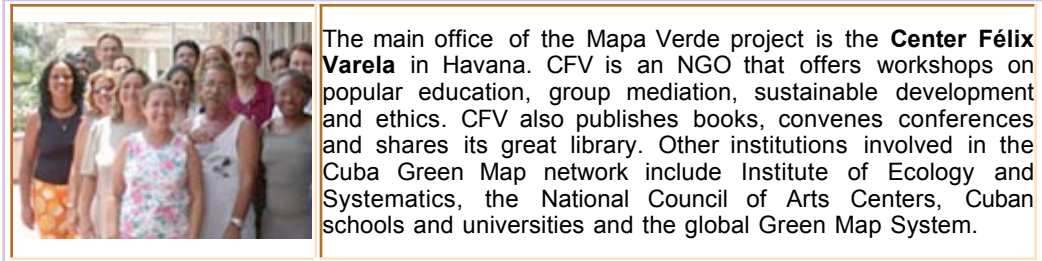 The main office of the Mapa Verde project is the Center Félix
Varela in Havana. CFV is an NGO that offers workshops on
popular education, group mediation, sustainable development
and ethics. CFV also publishes books, convenes conferences
and shares its great library. Other institutions involved in the
Cuba Green Map network include Institute of Ecology and
Systematics, the National Council of Arts Centers, Cuban
schools and universities and the global Green Map System.